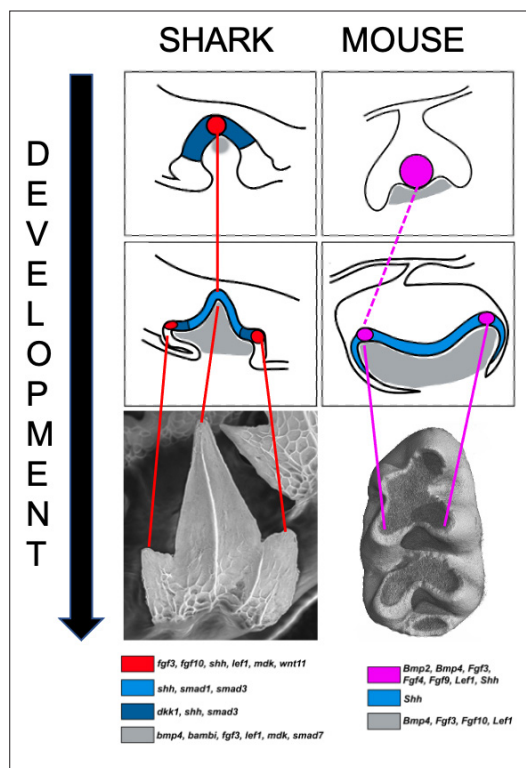 SHARK
MOUSE
DEVELOPMENT
fgf3, fgf10, shh, lef1, mdk, wnt11
shh, smad1, smad3
dkk1, shh, smad3
bmp4, bambi, fgf3, lef1, mdk, smad7
Bmp2, Bmp4, Fgf3,
Fgf4, Fgf9, Lef1, Shh
Shh
Bmp4, Fgf3, Fgf10, Lef1